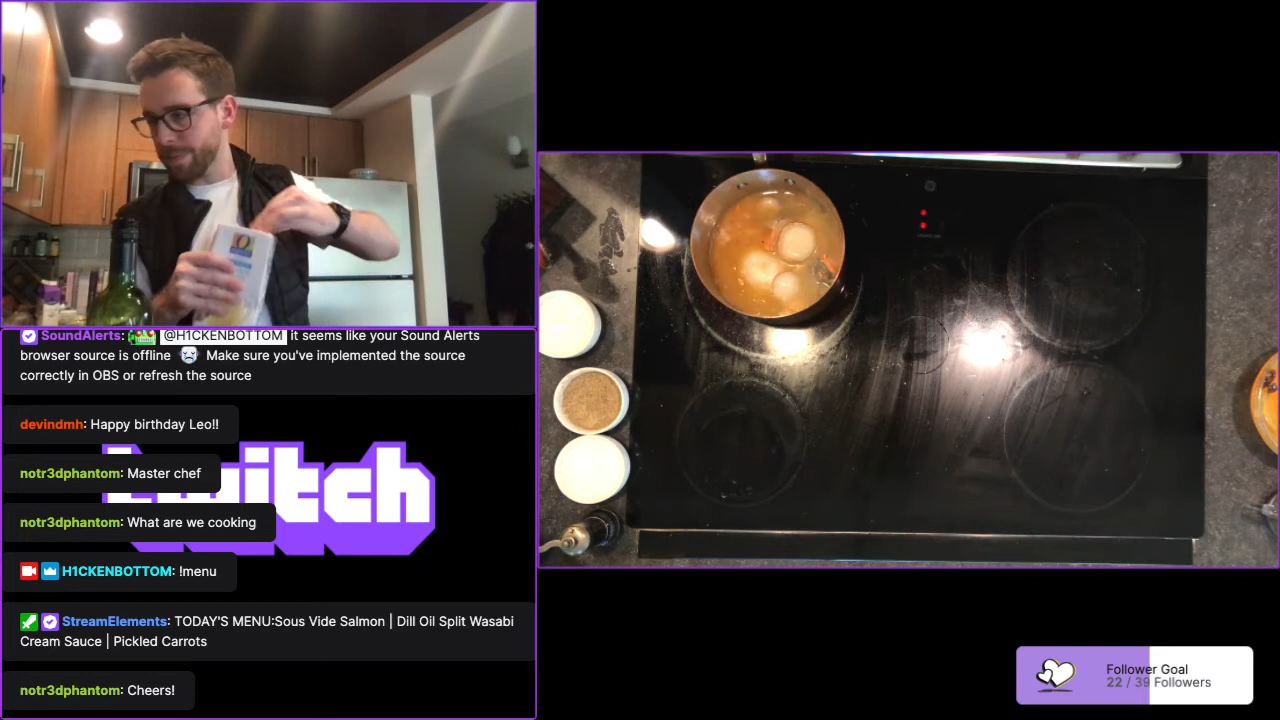 SoundAlerts: @H1CKENBOTTOM it seems like your Sound Alerts
browser source is offline Make sure you've implemented the source
correctly in OBS or refresh the source
devindmh: Happy birthday Leo!!
notr3dphantom: Master chef
twitch
notr3dphantom: What are we cooking
H1CKENBOTTOM: !menu
StreamElements: TODAY'S MENU:Sous Vide Salmon | Dill Oil Split Wasabi
Cream Sauce | Pickled Carrots
notr3dphantom: Cheers!
Follower Goal
22 / 39 Followers